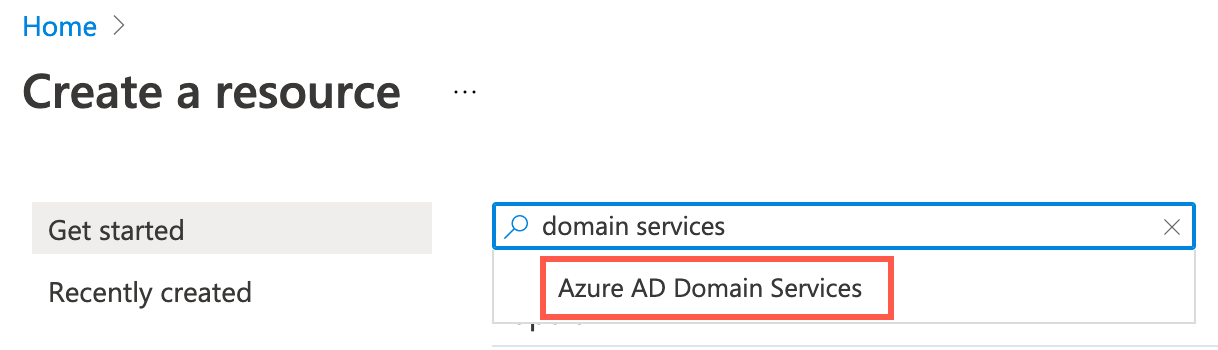 Home
Create a resource
...
Get started
domain services
Azure AD Domain Services
Recently created